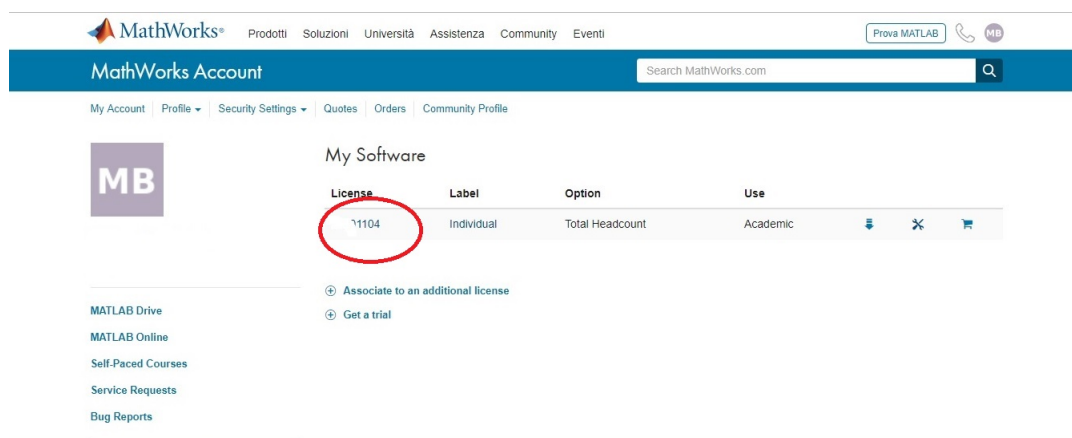 MathWorks® Prodotti Soluzioni Università Assistenza Community Eventi Prova MATLAB MB
MathWorks Account Search MathWorks.com
My Account Profile Security Settings Quotes Orders Community Profile
MB
My Software
License Label Option Use
1104 Individual Total Headcount Academic
Associate to an additional license
Get a trial
MATLAB Drive
MATLAB Online
Self-Paced Courses
Service Requests
Bug Reports